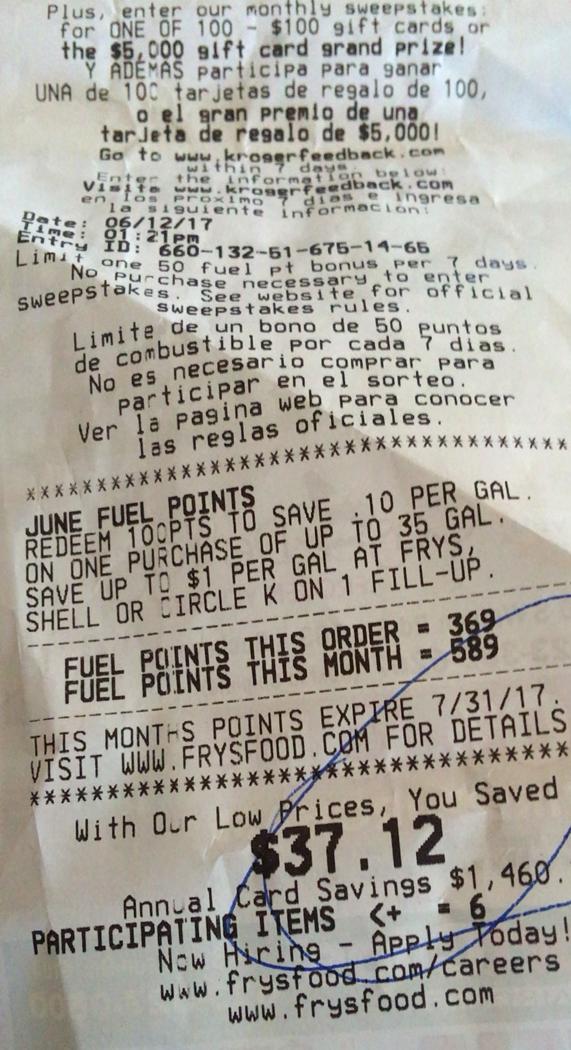 Plus, enter our monthly sweepstakes:
for ONE OF 100 - $100 gift cards or
the $5,000 gift card grand prize!
Y ADEMAS participa para ganar
UNA de 100 tarjetas de regalo de 100,
o el gran premio de una
tarjeta de regalo de $5,000!
Go to www.krogerfeedback.com
within 7 days.
Enter the information below:
Visite www.krogerfeedback.com
en los proximo 7 dias e ingresa
la siguiente informacion:
Date: 06/12/17
Time: 01:21pm
Entry ID: 660-132-51-675-14-65
Limit one 50 fuel pt bonus per 7 days.
No purchase necessary to enter
sweepstakes. See website for official
sweepstakes rules.
Limite de un bono de 50 puntos
de combustible por cada 7 dias.
No es necesario comprar para
participar en el sorteo.
Ver la pagina web para conocer
las reglas oficiales.
****************************************
JUNE FUEL POINTS
REDEEM 100PTS TO SAVE .10 PER GAL.
ON ONE PURCHASE OF UP TO 35 GAL.
SAVE UP TO $1 PER GAL AT FRYS,
SHELL OR CIRCLE K ON 1 FILL-UP.
FUEL POINTS THIS ORDER = 369
FUEL POINTS THIS MONTH = 589
THIS MONTHS POINTS EXPIRE 7/31/17.
VISIT WWW.FRYSFOOD.COM FOR DETAILS
****************************************
With Our Low Prices, You Saved
$37.12
Annual Card Savings $1,460.
PARTICIPATING ITEMS <+ = 6
Now Hiring - Apply Today!
www.frysfood.com/careers
www.frysfood.com